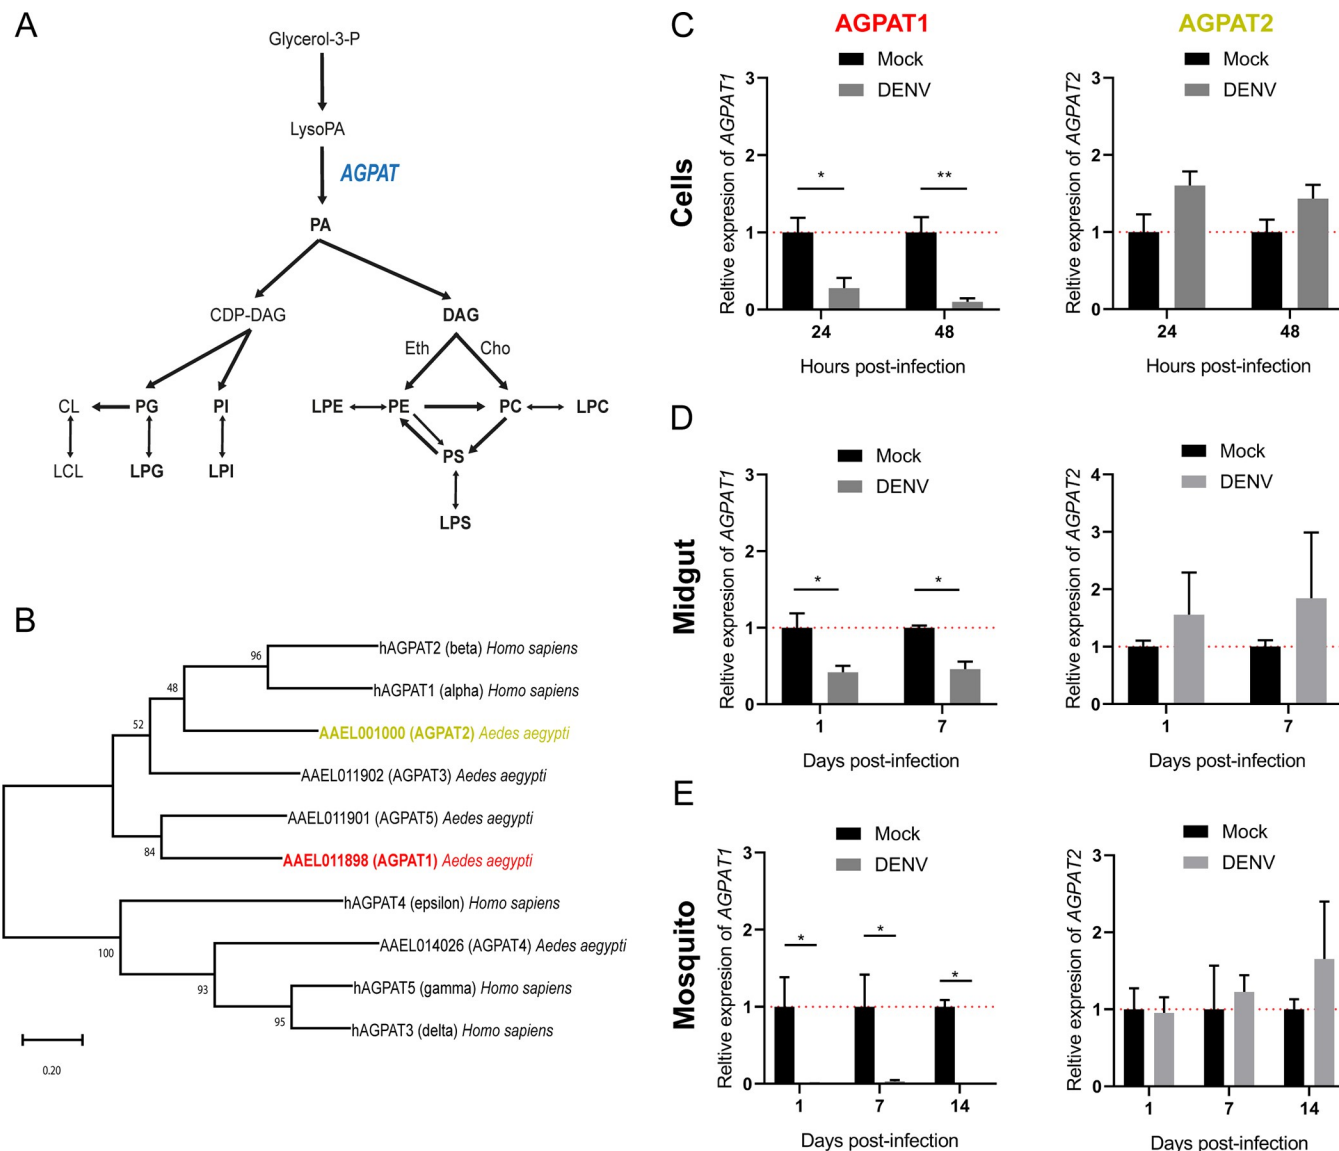 A
Glycerol-3-P
LysoPA
AGPAT
PA
CDP-DAG
DAG
Eth
Cho
CL
PG
PI
LPE
PE
PC
LPC
LCL
LPG
LPI
PS
LPS
B
96
hAGPAT2 (beta) Homo sapiens
48
hAGPAT1 (alpha) Homo sapiens
52
AAEL001000 (AGPAT2) Aedes aegypti
AAEL011902 (AGPAT3) Aedes aegypti
AAEL011901 (AGPAT5) Aedes aegypti
84
AAEL011898 (AGPAT1) Aedes aegypti
hAGPAT4 (epsilon) Homo sapiens
100
AAEL014026 (AGPAT4) Aedes aegypti
93
hAGPAT5 (gamma) Homo sapiens
95
hAGPAT3 (delta) Homo sapiens
0.20
C
AGPAT1
AGPAT2
Cells
Mock
DENV
Reltive expresion of AGPAT1
3
2
1
0
*
**
24
48
Hours post-infection
Mock
DENV
Reltive expression of AGPAT2
3
2
1
0
24
48
Hours post-infection
D
Midgut
Mock
DENV
Reltive expresion of AGPAT1
3
2
1
0
*
*
1
7
Days post-infection
Mock
DENV
Reltive expression of AGPAT2
4
3
2
1
0
1
7
Days post-infection
E
Mosquito
Mock
DENV
Reltive expresion of AGPAT1
3
2
1
0
*
*
*
1
7
14
Days post-infection
Mock
DENV
Reltive expression of AGPAT2
3
2
1
0
1
7
14
Days post-infection